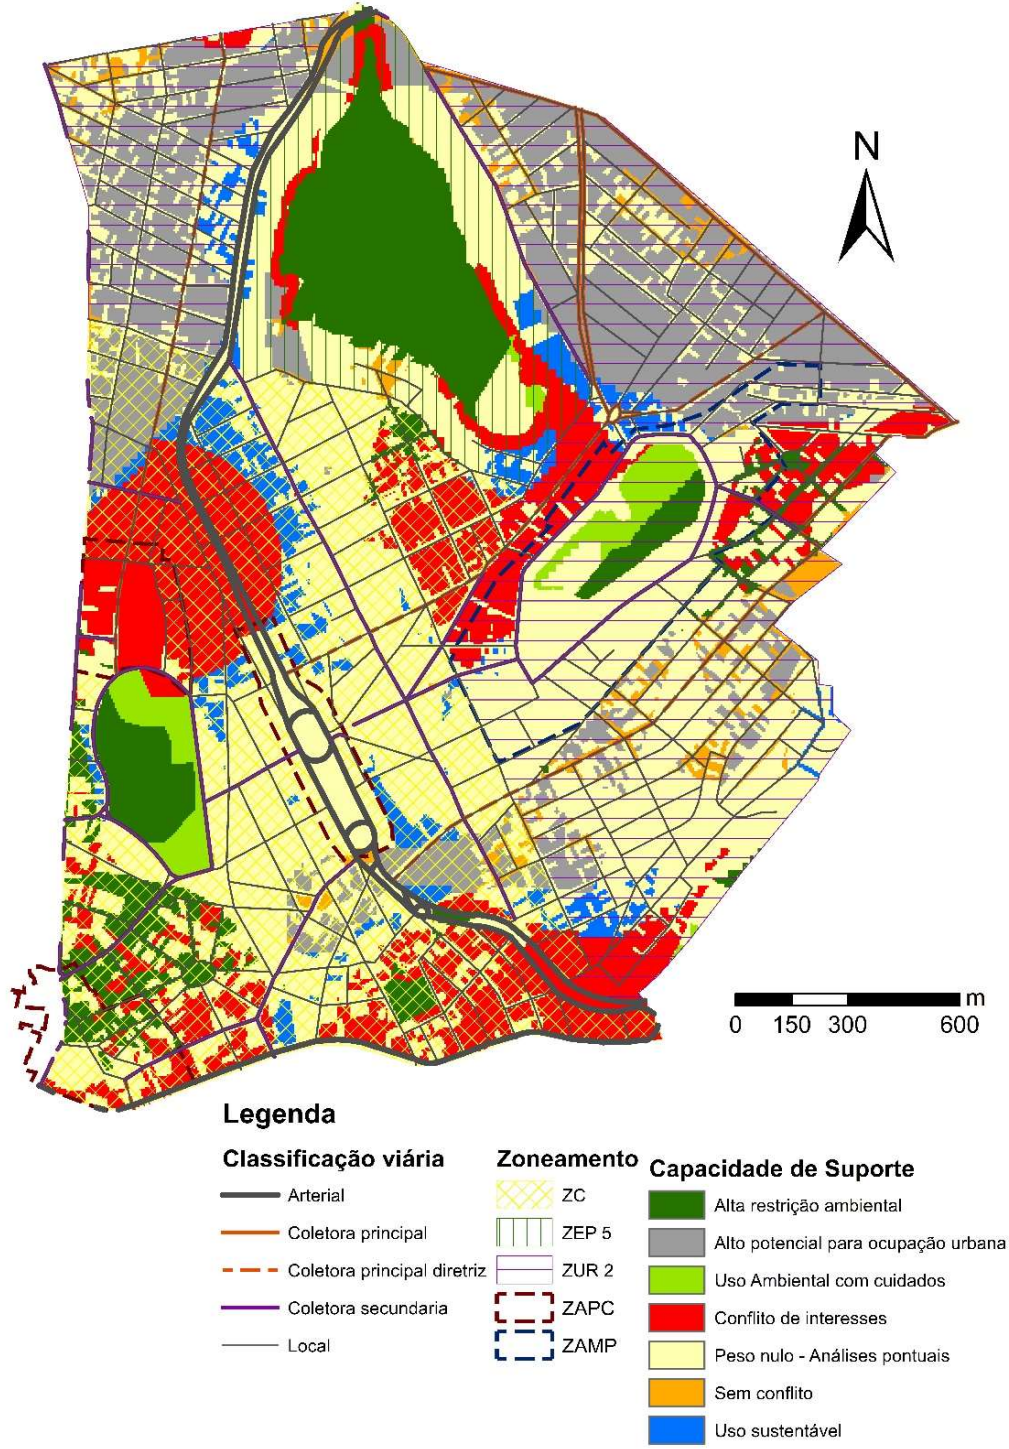 N
m
0 150 300 600
Legenda
Classificação viária
Arterial
Coletora principal
Coletora principal diretriz
Coletora secundaria
Local
Zoneamento
ZC
ZEP 5
ZUR 2
ZAPC
ZAMP
Capacidade de Suporte
Alta restrição ambiental
Alto potencial para ocupação urbana
Uso Ambiental com cuidados
Conflito de interesses
Peso nulo - Análises pontuais
Sem conflito
Uso sustentável